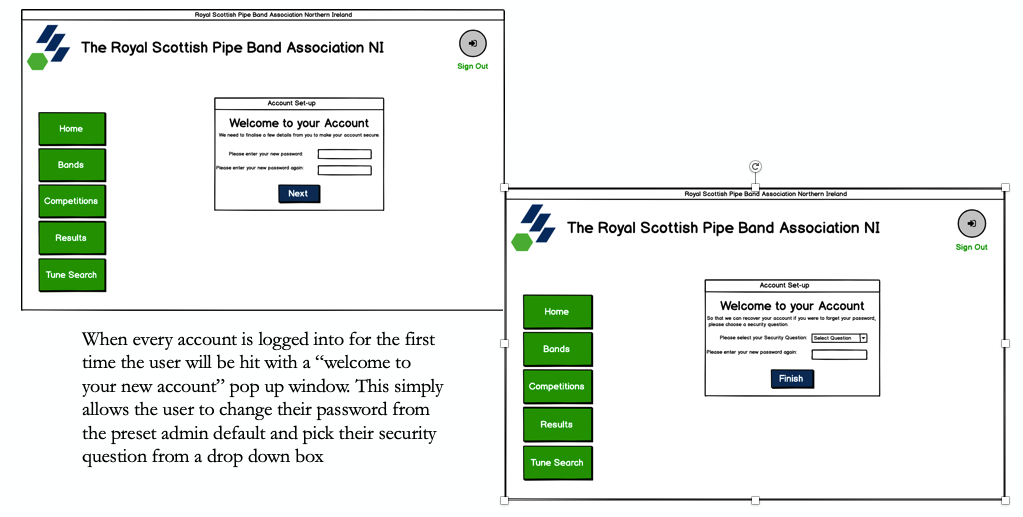 Royal Scottish Pipe Band Association Northern Ireland
The Royal Scottish Pipe Band Association NI
Sign Out
Home
Bands
Competitions
Results
Tune Search
Account Set-up
Welcome to your Account
We need to finalise a few details from you to make your account secure.
Please enter your new password:
Please enter your new password again:
Next
When every account is logged into for the first
time the user will be hit with a “welcome to
your new account” pop up window. This simply
allows the user to change their password from
the preset admin default and pick their security
question from a drop down box
Royal Scottish Pipe Band Association Northern Ireland
The Royal Scottish Pipe Band Association NI
Sign Out
Home
Bands
Competitions
Results
Tune Search
Account Set-up
Welcome to your Account
So that we can recover your account if you were to forget your password,
please choose a security question.
Please select your Security Question: Select Question
Please enter your new password again:
Finish